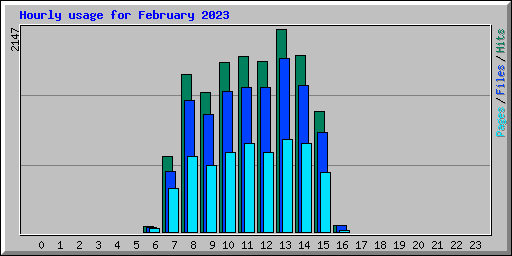 Hourly usage for February 2023
2147
Pages/Files/Hits
0 1 2 3 4 5 6 7 8 9 10 11 12 13 14 15 16 17 18 19 20 21 22 23